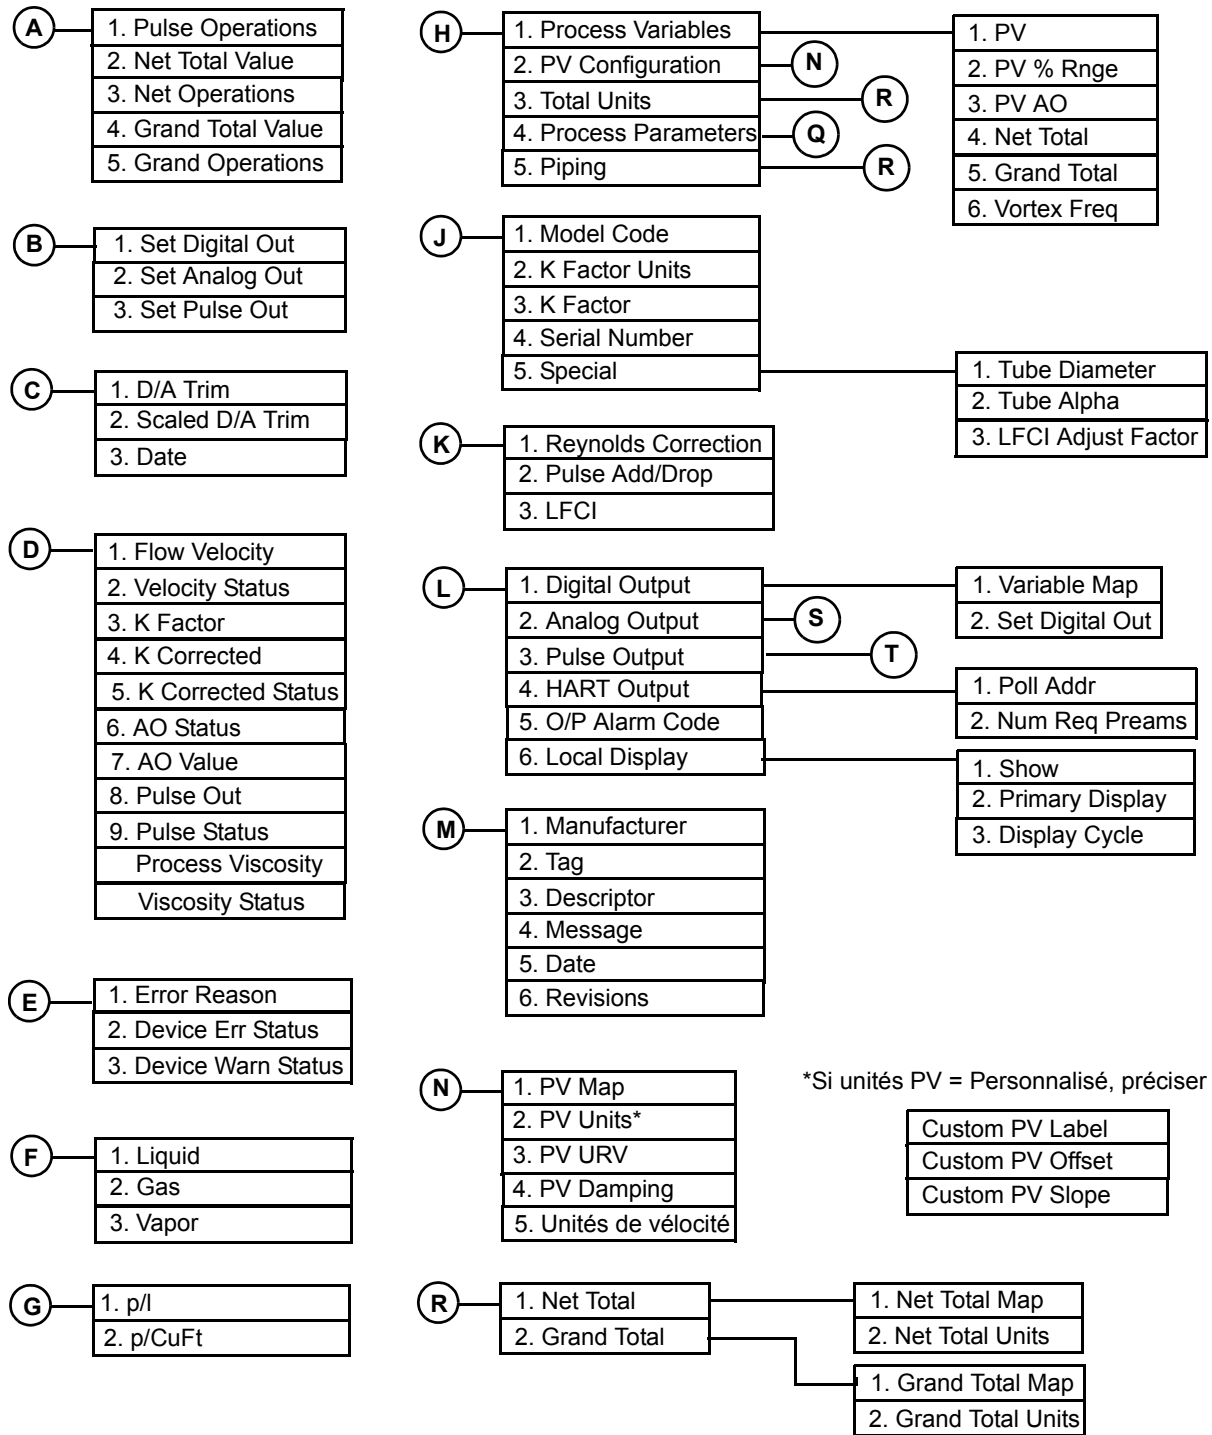 A
1. Pulse Operations
2. Net Total Value
3. Net Operations
4. Grand Total Value
5. Grand Operations
B
1. Set Digital Out
2. Set Analog Out
3. Set Pulse Out
C
1. D/A Trim
2. Scaled D/A Trim
3. Date
D
1. Flow Velocity
2. Velocity Status
3. K Factor
4. K Corrected
5. K Corrected Status
6. AO Status
7. AO Value
8. Pulse Out
9. Pulse Status
Process Viscosity
Viscosity Status
E
1. Error Reason
2. Device Err Status
3. Device Warn Status
F
1. Liquid
2. Gas
3. Vapor
G
1. p/l
2. p/CuFt
H
1. Process Variables
2. PV Configuration
N
3. Total Units
R
4. Process Parameters
Q
5. Piping
R
1. PV
2. PV % Rnge
3. PV AO
4. Net Total
5. Grand Total
6. Vortex Freq
J
1. Model Code
2. K Factor Units
3. K Factor
4. Serial Number
5. Special
1. Tube Diameter
2. Tube Alpha
3. LFCI Adjust Factor
K
1. Reynolds Correction
2. Pulse Add/Drop
3. LFCI
L
1. Digital Output
2. Analog Output
S
3. Pulse Output
T
4. HART Output
5. O/P Alarm Code
6. Local Display
1. Variable Map
2. Set Digital Out
1. Poll Addr
2. Num Req Preams
1. Show
2. Primary Display
3. Display Cycle
M
1. Manufacturer
2. Tag
3. Descriptor
4. Message
5. Date
6. Revisions
N
1. PV Map
2. PV Units*
3. PV URV
4. PV Damping
5. Unités de vélocité
*Si unités PV = Personnalisé, préciser
Custom PV Label
Custom PV Offset
Custom PV Slope
R
1. Net Total
2. Grand Total
1. Net Total Map
2. Net Total Units
1. Grand Total Map
2. Grand Total Units